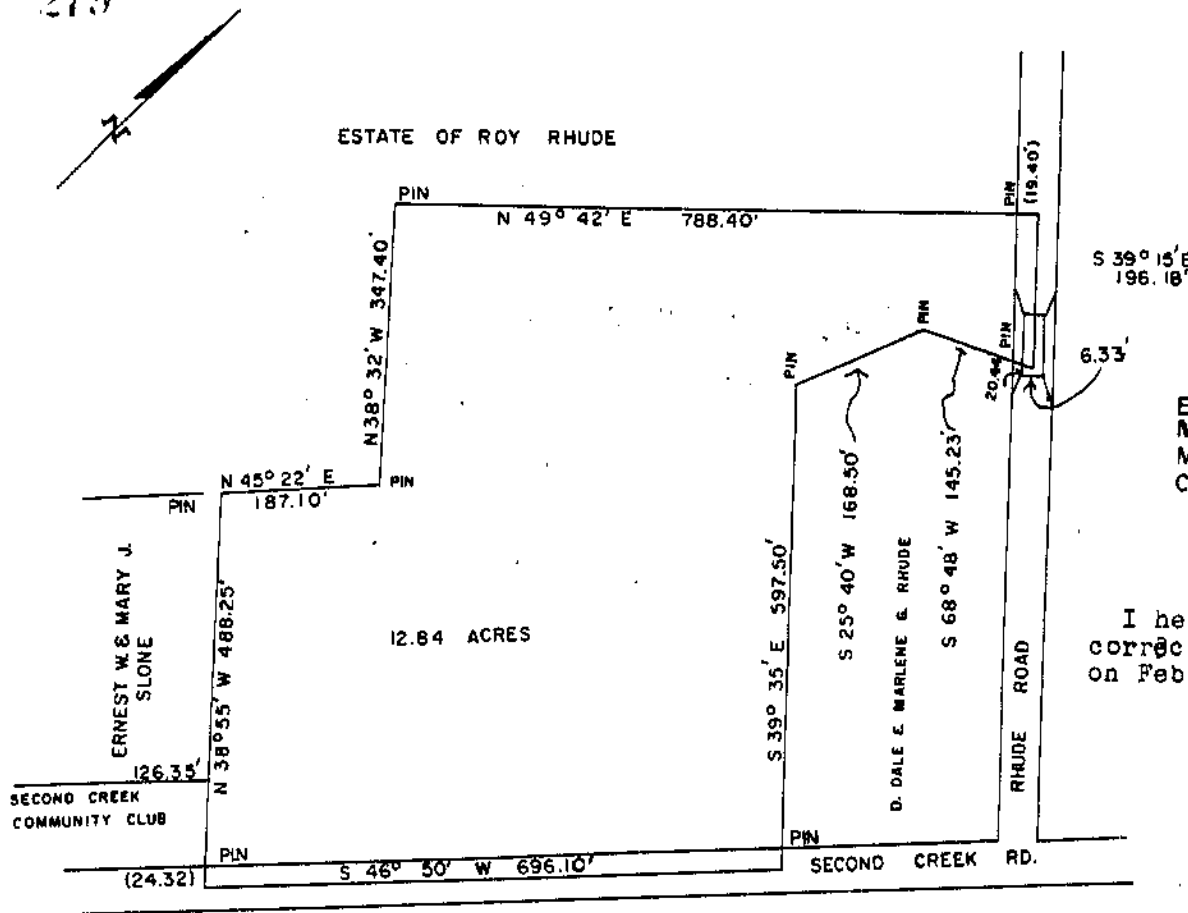 ESTATE OF ROY RHUDE
PIN
N 49° 42' E 788.40'
PIN
(19.40')
S 39° 15' E
196.18'
N 38° 32' W 347.40'
PIN
PIN
PIN
20.44
6.33'
N 45° 22' E
187.10'
PIN
PIN
ERNEST W. & MARY J.
SLONE
N 38° 55' W 488.25'
12.84 ACRES
S 39° 35' E 597.50'
S 25° 40' W 168.50'
D. DALE & MARLENE G. RHUDE
S 68° 48' W 145.23'
RHUDE ROAD
I he
correc
on Feb
126.35'
SECOND CREEK
COMMUNITY CLUB
PIN
PIN
(24.32)
S 46° 50' W 696.10'
SECOND CREEK RD.